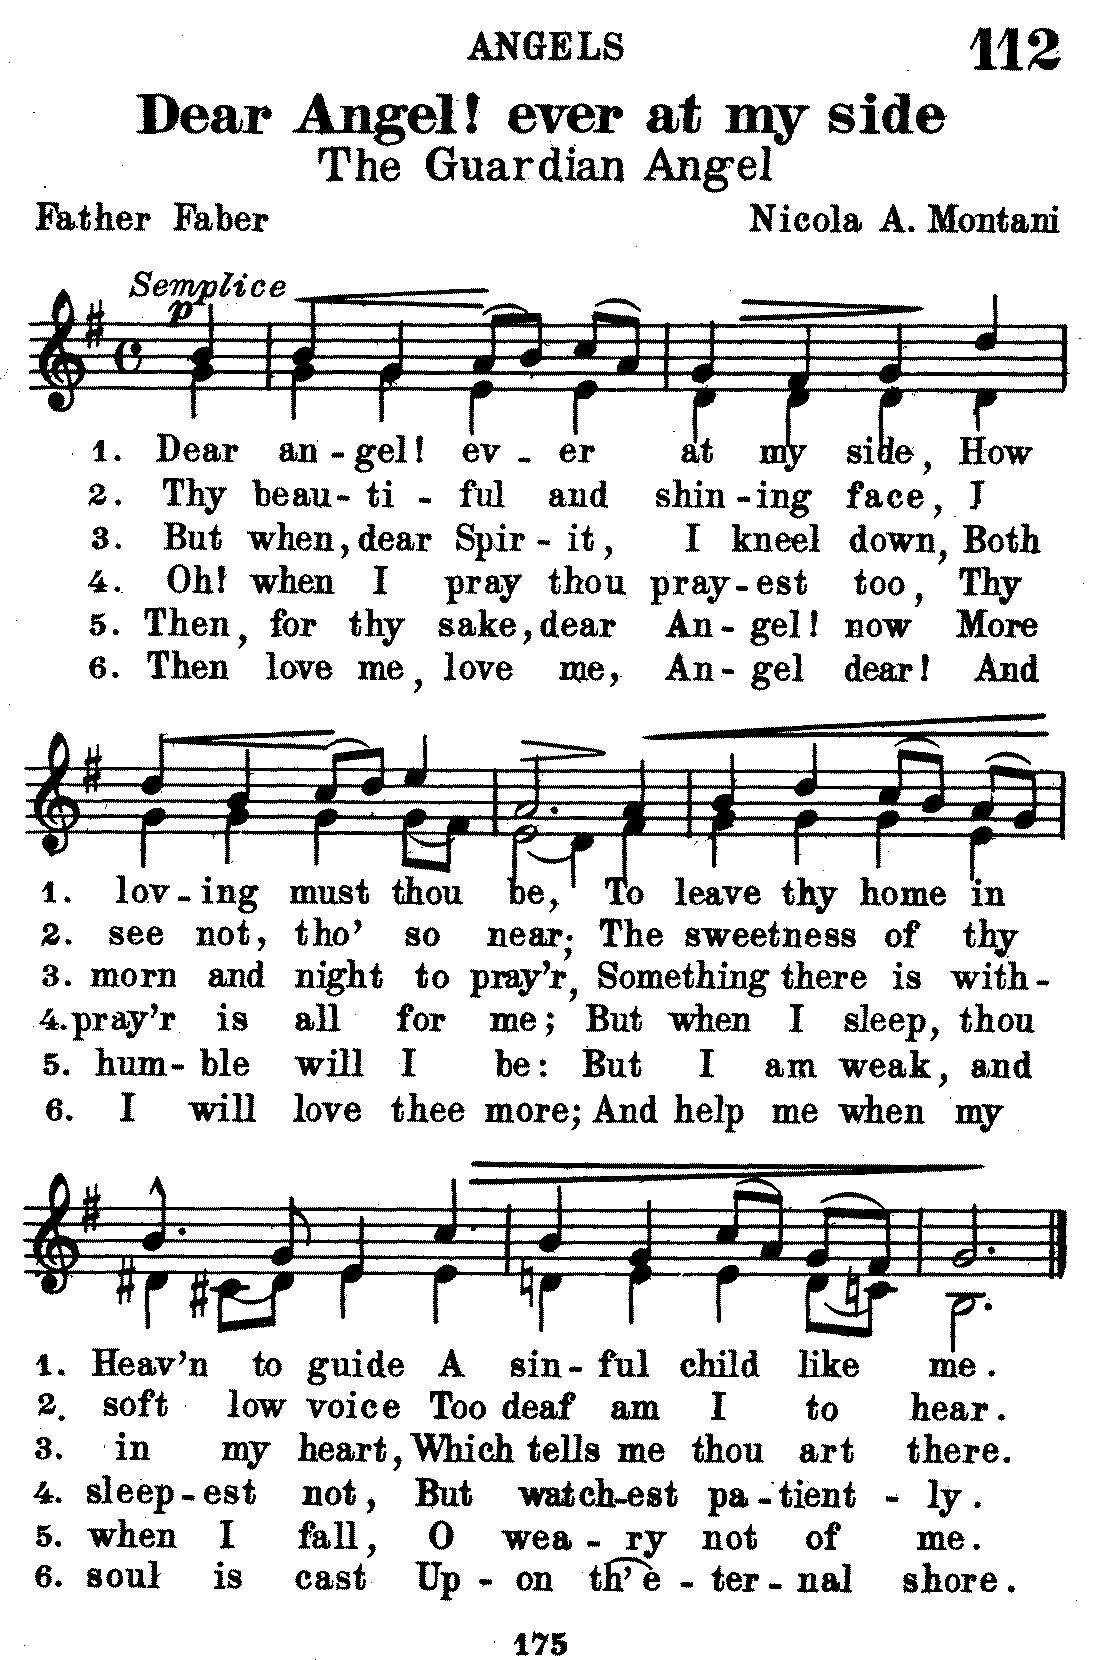 ANGELS 112
Dear Angel! ever at my side
The Guardian Angel
Father Faber Nicola A. Montani
Semplice
p
1. Dear an-gel! ev - er at my side, How
2. Thy beau-ti - ful and shin-ing face, I
3. But when, dear Spir - it, I kneel down, Both
4. Oh! when I pray thou pray-est too, Thy
5. Then, for thy sake, dear An-gel! now More
6. Then love me, love me, An-gel dear! And
1. lov-ing must thou be, To leave thy home in
2. see not, tho' so near; The sweetness of thy
3. morn and night to pray'r, Something there is with-
4. pray'r is all for me; But when I sleep, thou
5. hum-ble will I be: But I am weak, and
6. I will love thee more; And help me when my
1. Heav'n to guide A sin-ful child like me.
2. soft low voice Too deaf am I to hear.
3. in my heart, Which tells me thou art there.
4. sleep-est not, But watch-est pa-tient - ly.
5. when I fall, O wea - ry not of me.
6. soul is cast Up - on th' e - ter-nal shore.
175